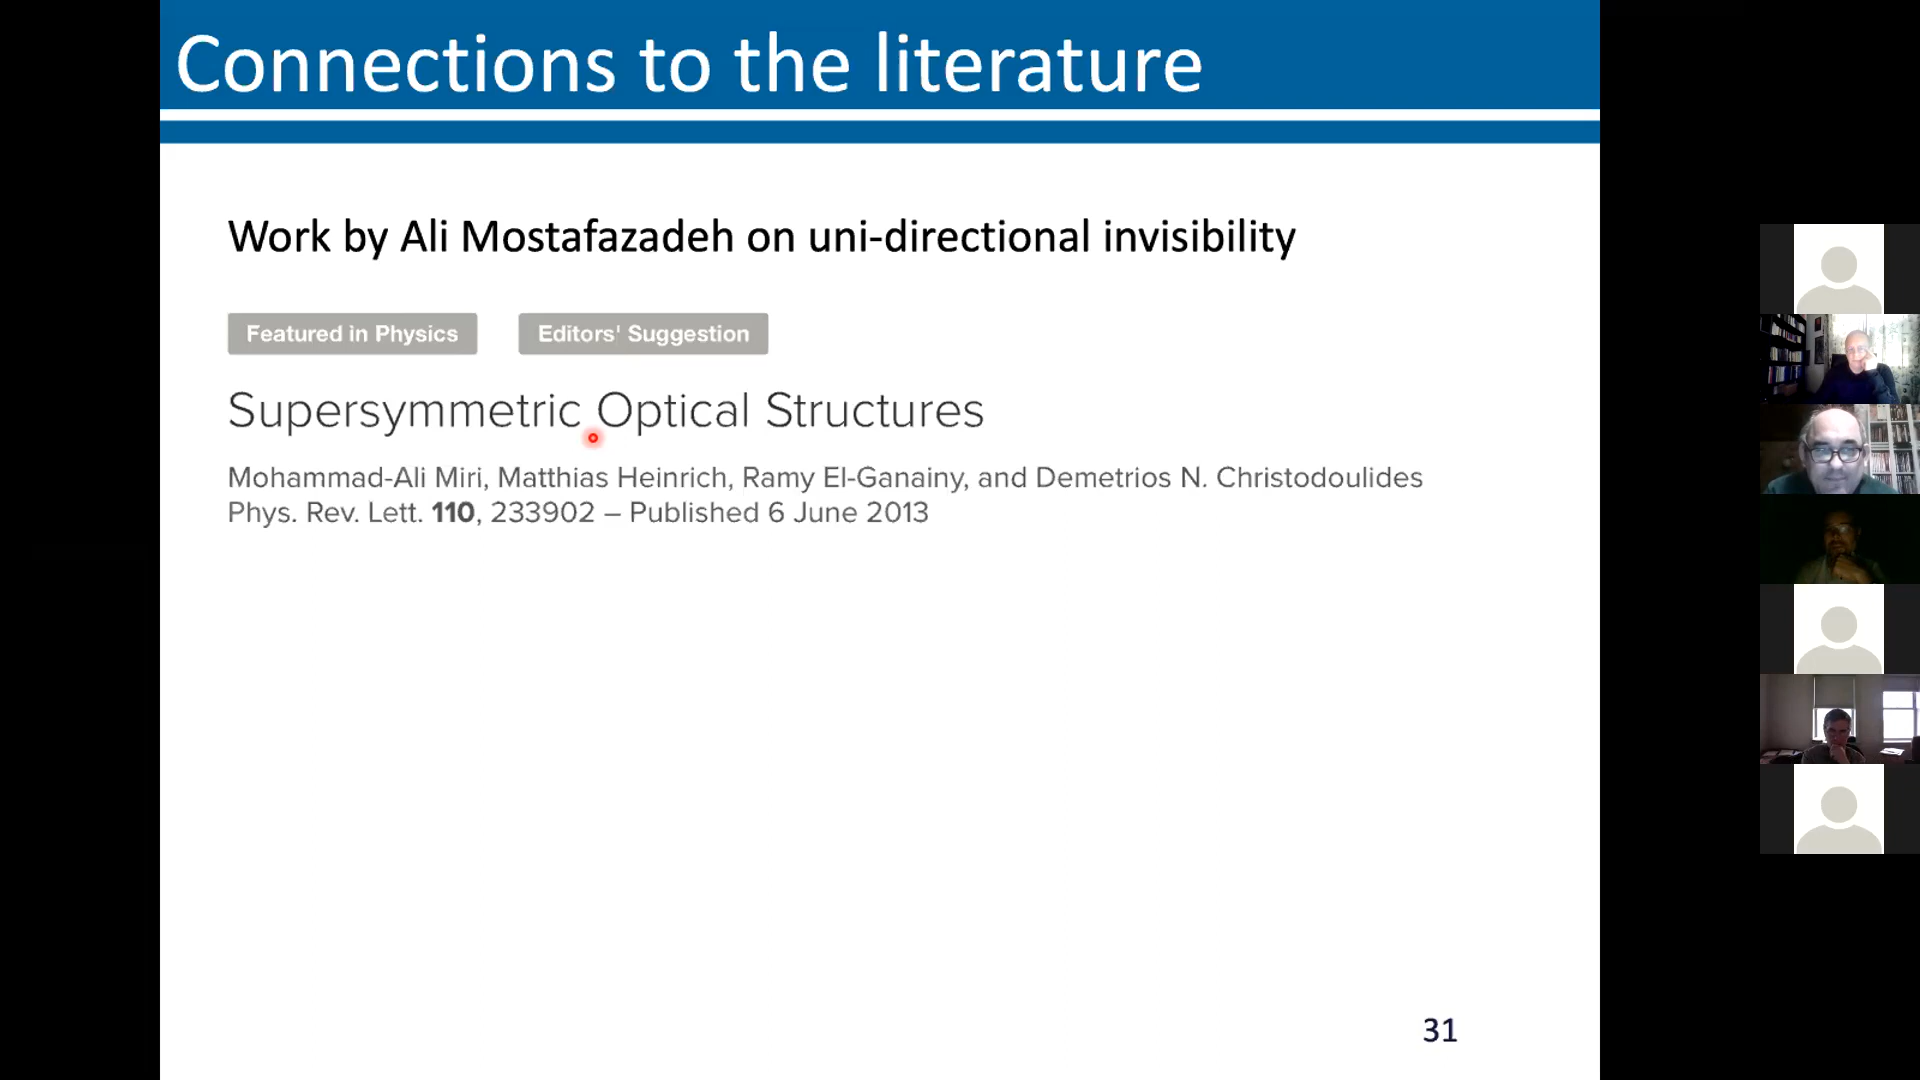 Connections to the literature
Work by Ali Mostafazadeh on uni-directional invisibility
Featured in Physics Editors' Suggestion
Supersymmetric Optical Structures
Mohammad-Ali Miri, Matthias Heinrich, Ramy El-Ganainy, and Demetrios N. Christodoulides
Phys. Rev. Lett. 110, 233902 – Published 6 June 2013
31